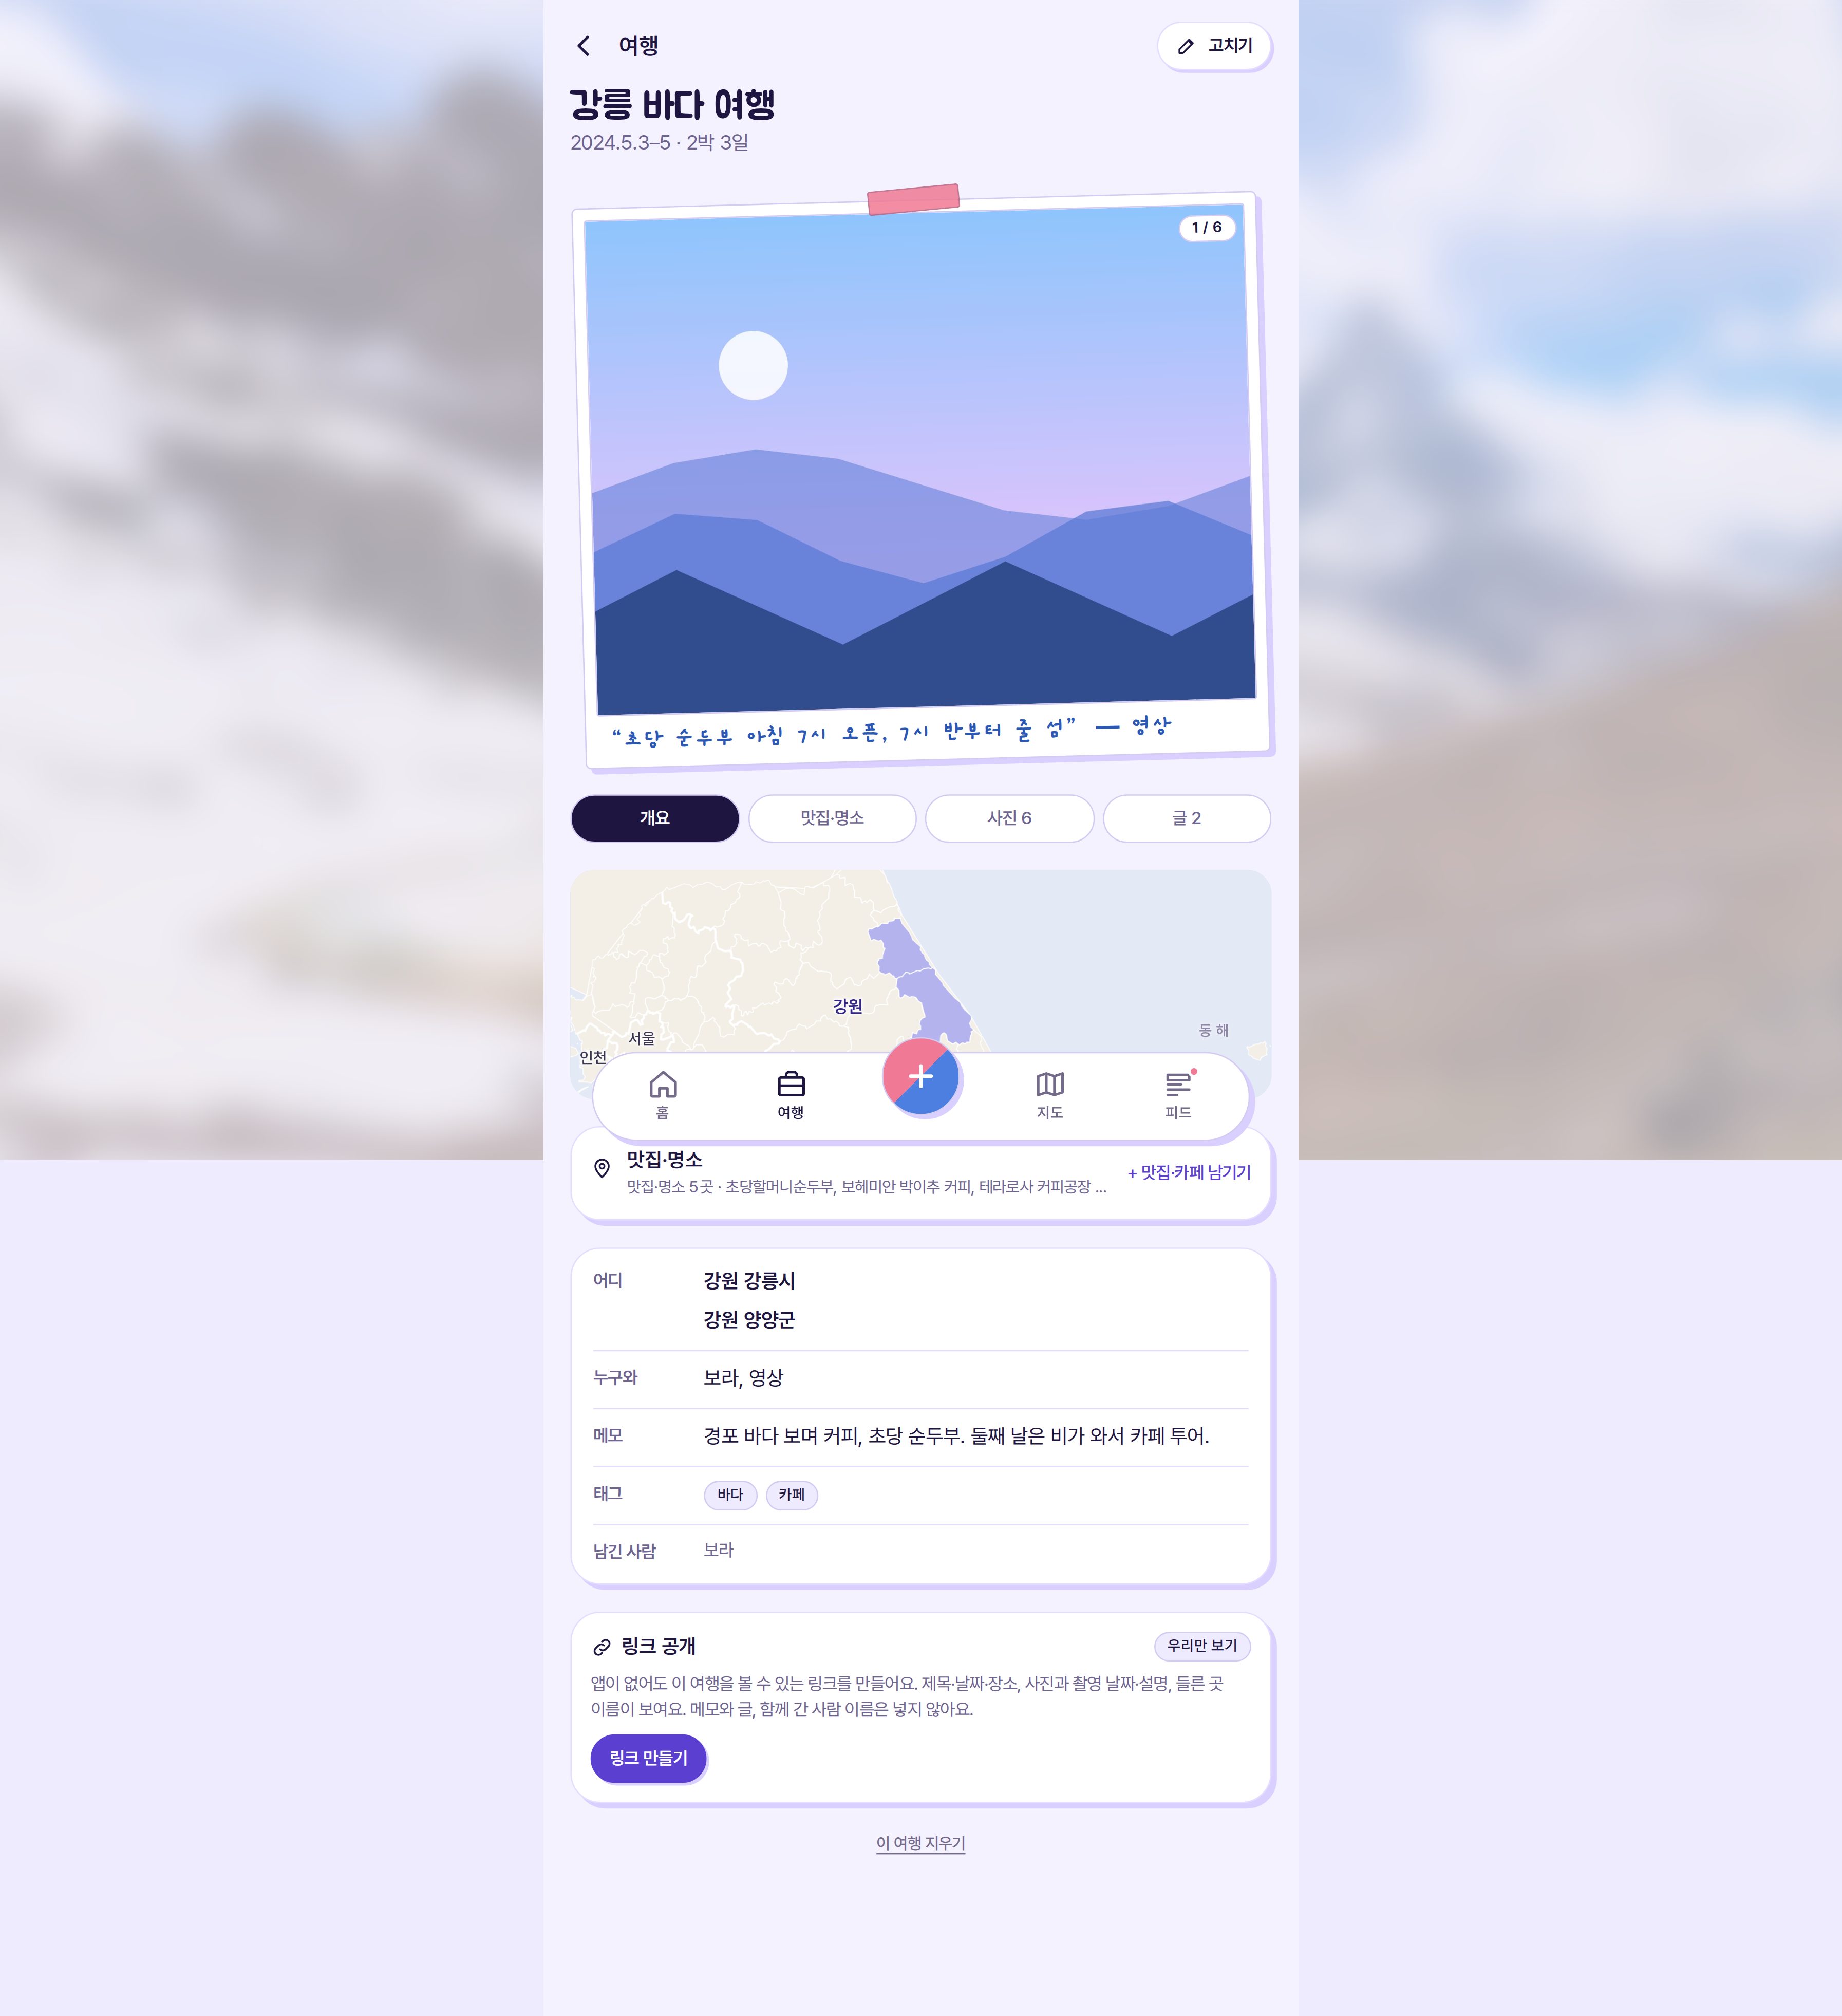 여행
고치기
강릉 바다 여행
2024.5.3–5 · 2박 3일
1 / 6
“초당 순두부 아침 7시 오픈, 7시 반부터 줄 섬” — 영상
개요
맛집·명소
사진 6
글 2
강원
서울
인천
동 해
홈
여행
지도
피드
맛집·명소
맛집·명소 5곳 · 초당할머니순두부, 보헤미안 박이추 커피, 테라로사 커피공장 ...
+ 맛집·카페 남기기
어디
강원 강릉시
강원 양양군
누구와
보라, 영상
메모
경포 바다 보며 커피, 초당 순두부. 둘째 날은 비가 와서 카페 투어.
태그
바다
카페
남긴 사람
보라
링크 공개
우리만 보기
앱이 없어도 이 여행을 볼 수 있는 링크를 만들어요. 제목·날짜·장소, 사진과 촬영 날짜·설명, 들른 곳
이름이 보여요. 메모와 글, 함께 간 사람 이름은 넣지 않아요.
링크 만들기
이 여행 지우기